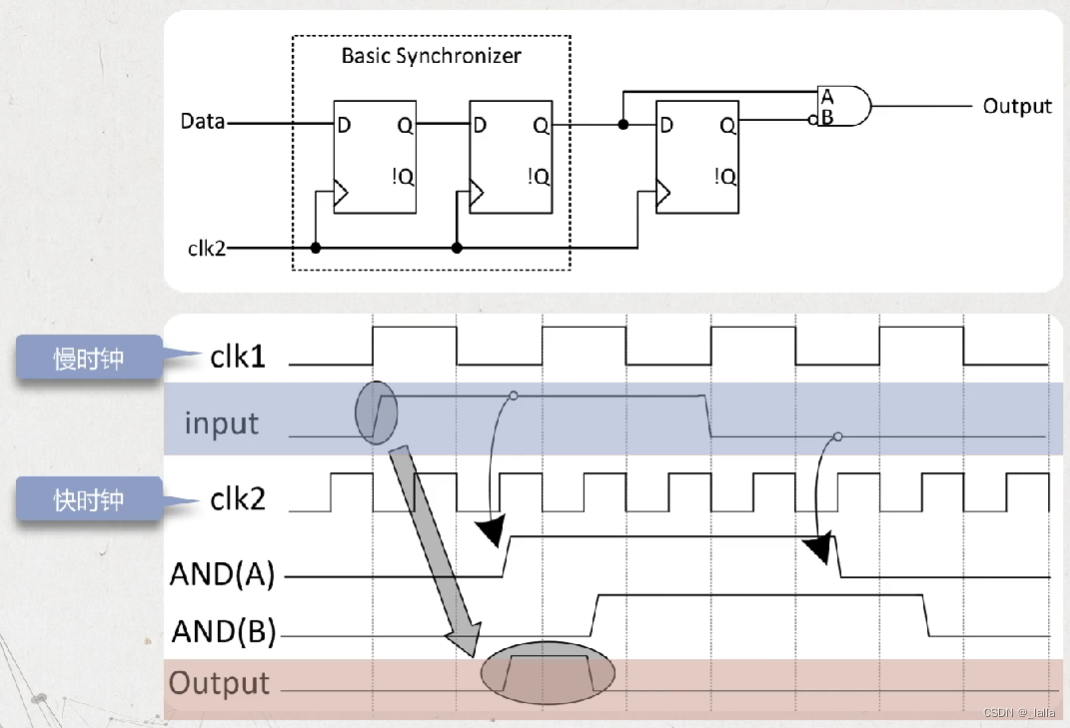 Basic Synchronizer
Data
D Q
!Q
D Q
!Q
D Q
!Q
A
B
Output
clk2
慢时钟
clk1
input
快时钟
clk2
AND(A)
AND(B)
Output
CSDN @_lalla